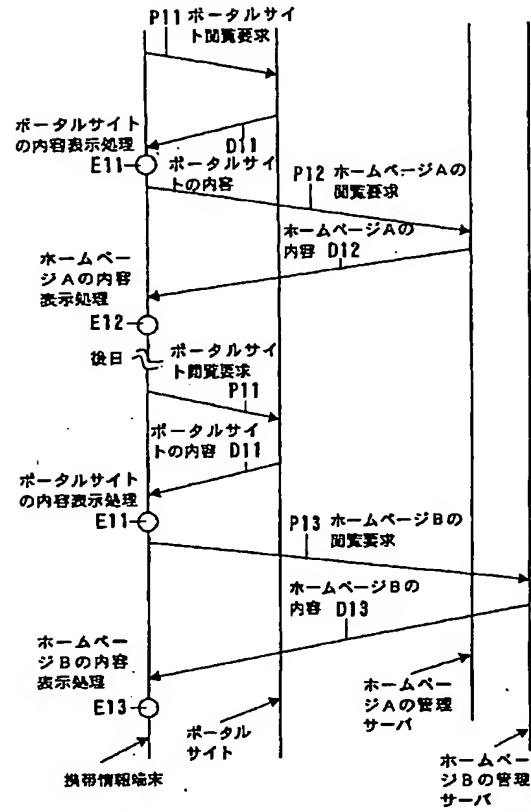 P11 ポータルサイ
ト閲覧要求
ポータルサイト
の内容表示処理
D11
E11
ポータルサイ
トの内容
P12 ホームページAの
閲覧要求
ホームページAの
内容 D12
ホームペー
ジAの内容
表示処理
E12
後日
ポータルサイ
ト閲覧要求
P11
ポータルサイ
トの内容 D11
ポータルサイト
の内容表示処理
E11
P13 ホームページBの
閲覧要求
ホームページBの
内容 D13
ホームペー
ジBの内容
表示処理
E13
携帯情報端末
ポータル
サイト
ホームペー
ジAの管理
サーバ
ホームペー
ジBの管理
サーバ